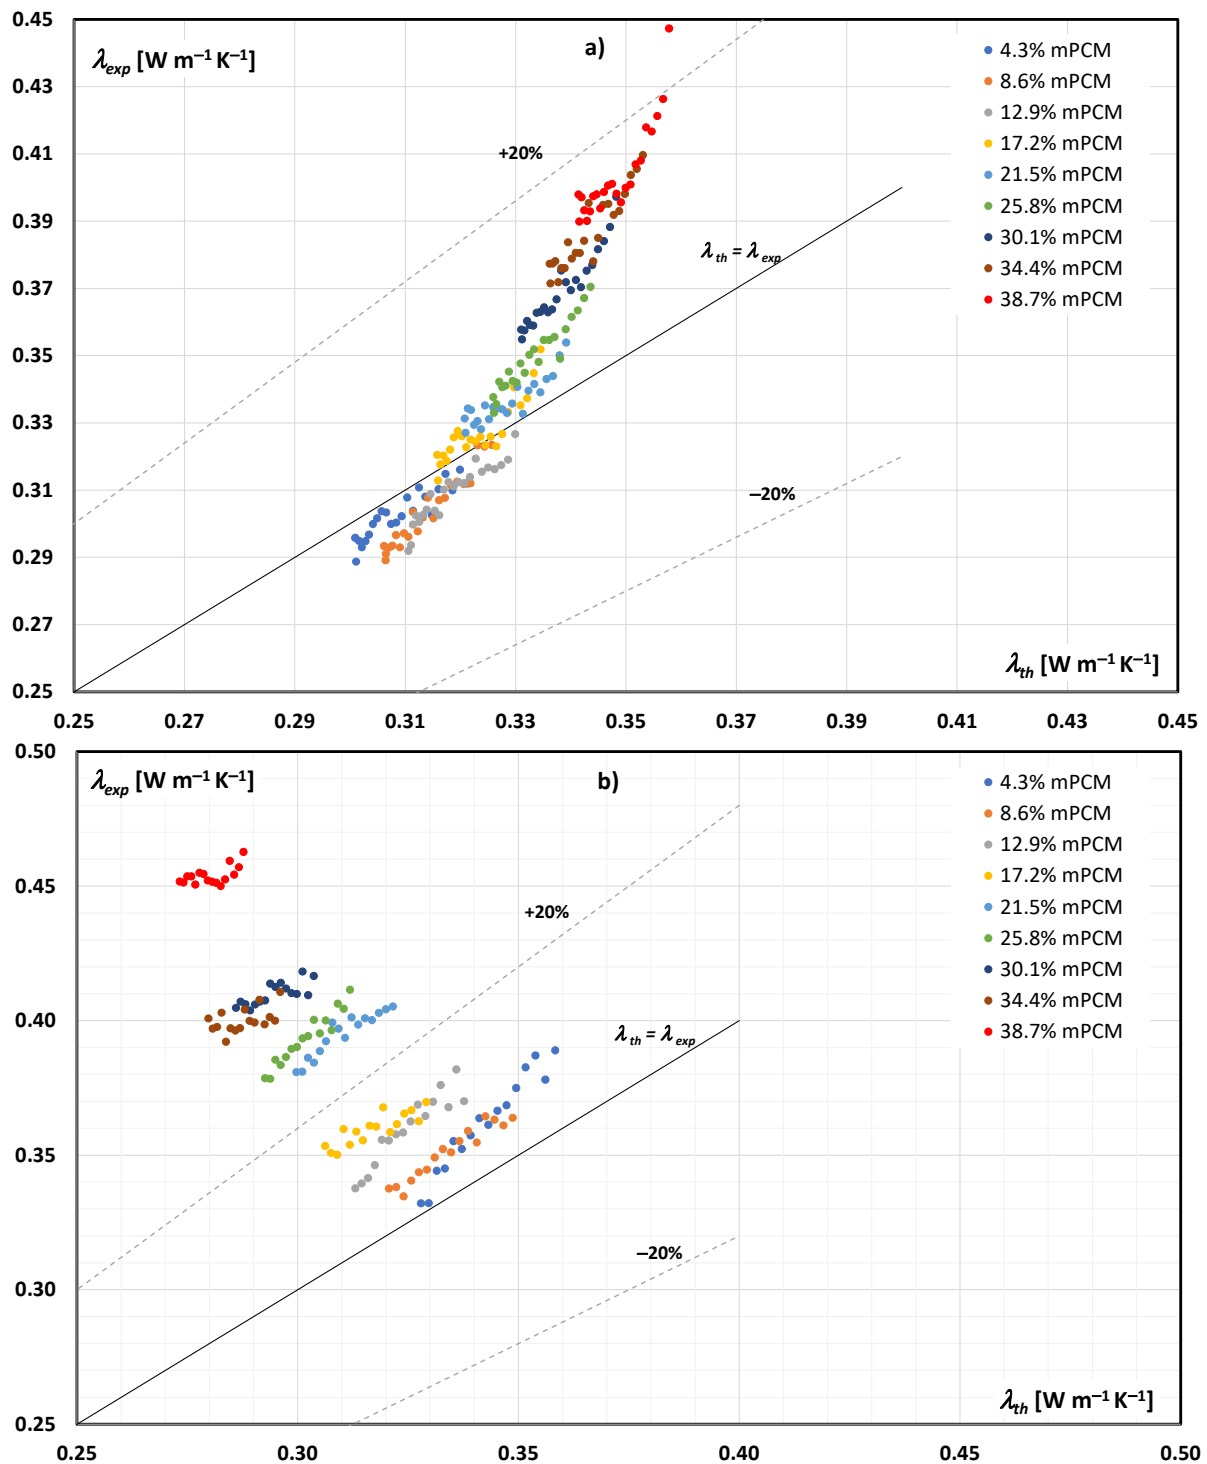 0.45
λexp [W m–1 K–1]
a)
4.3% mPCM
8.6% mPCM
12.9% mPCM
17.2% mPCM
21.5% mPCM
25.8% mPCM
30.1% mPCM
34.4% mPCM
38.7% mPCM
0.43
0.41
+20%
0.39
λth = λexp
0.37
0.35
0.33
0.31
–20%
0.29
0.27
λth [W m–1 K–1]
0.25
0.25 0.27 0.29 0.31 0.33 0.35 0.37 0.39 0.41 0.43 0.45
0.50
λexp [W m–1 K–1]
b)
4.3% mPCM
8.6% mPCM
12.9% mPCM
17.2% mPCM
21.5% mPCM
25.8% mPCM
30.1% mPCM
34.4% mPCM
38.7% mPCM
0.45
+20%
0.40
λth = λexp
0.35
–20%
0.30
λth [W m–1 K–1]
0.25
0.25 0.30 0.35 0.40 0.45 0.50